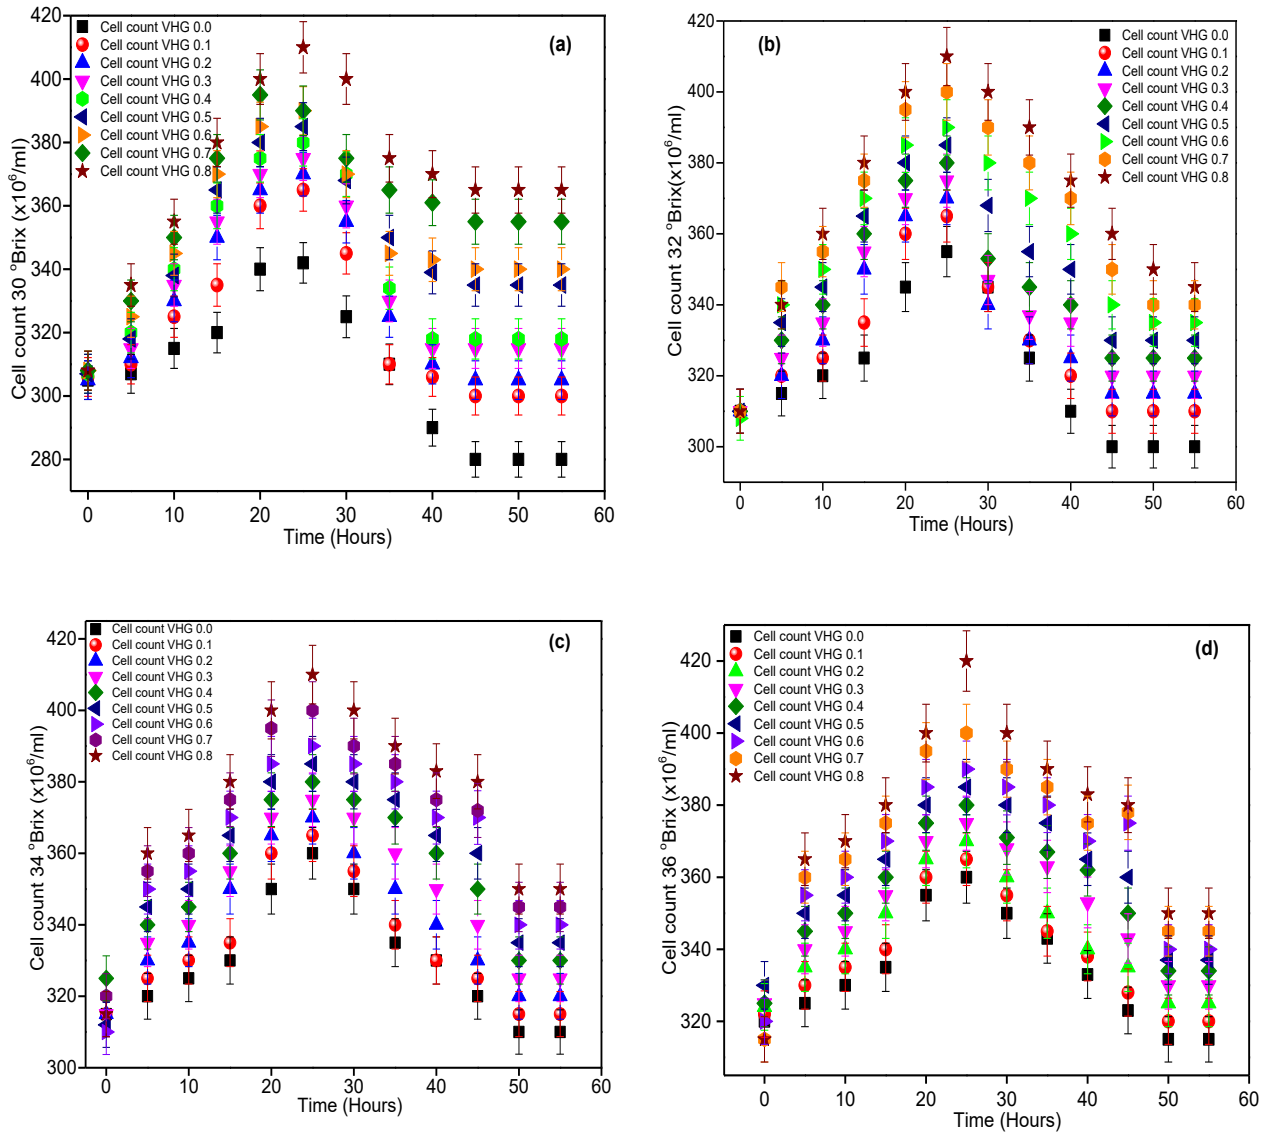 420
400
380
360
340
320
300
280
0
10
20
30
40
50
60
Cell count 30 °Brix (x10⁶/ml)
Time (Hours)
(a)
Cell count VHG 0.0
Cell count VHG 0.1
Cell count VHG 0.2
Cell count VHG 0.3
Cell count VHG 0.4
Cell count VHG 0.5
Cell count VHG 0.6
Cell count VHG 0.7
Cell count VHG 0.8
420
400
380
360
340
320
300
0
10
20
30
40
50
60
Cell count 32 °Brix(x10⁶/ml)
Time (Hours)
(b)
Cell count VHG 0.0
Cell count VHG 0.1
Cell count VHG 0.2
Cell count VHG 0.3
Cell count VHG 0.4
Cell count VHG 0.5
Cell count VHG 0.6
Cell count VHG 0.7
Cell count VHG 0.8
420
400
380
360
340
320
300
0
10
20
30
40
50
60
Cell count 34 °Brix (x10⁶/ml)
Time (Hours)
(c)
Cell count VHG 0.0
Cell count VHG 0.1
Cell count VHG 0.2
Cell count VHG 0.3
Cell count VHG 0.4
Cell count VHG 0.5
Cell count VHG 0.6
Cell count VHG 0.7
Cell count VHG 0.8
420
400
380
360
340
320
0
10
20
30
40
50
60
Cell count 36 °Brix (x10⁶/ml)
Time (Hours)
(d)
Cell count VHG 0.0
Cell count VHG 0.1
Cell count VHG 0.2
Cell count VHG 0.3
Cell count VHG 0.4
Cell count VHG 0.5
Cell count VHG 0.6
Cell count VHG 0.7
Cell count VHG 0.8